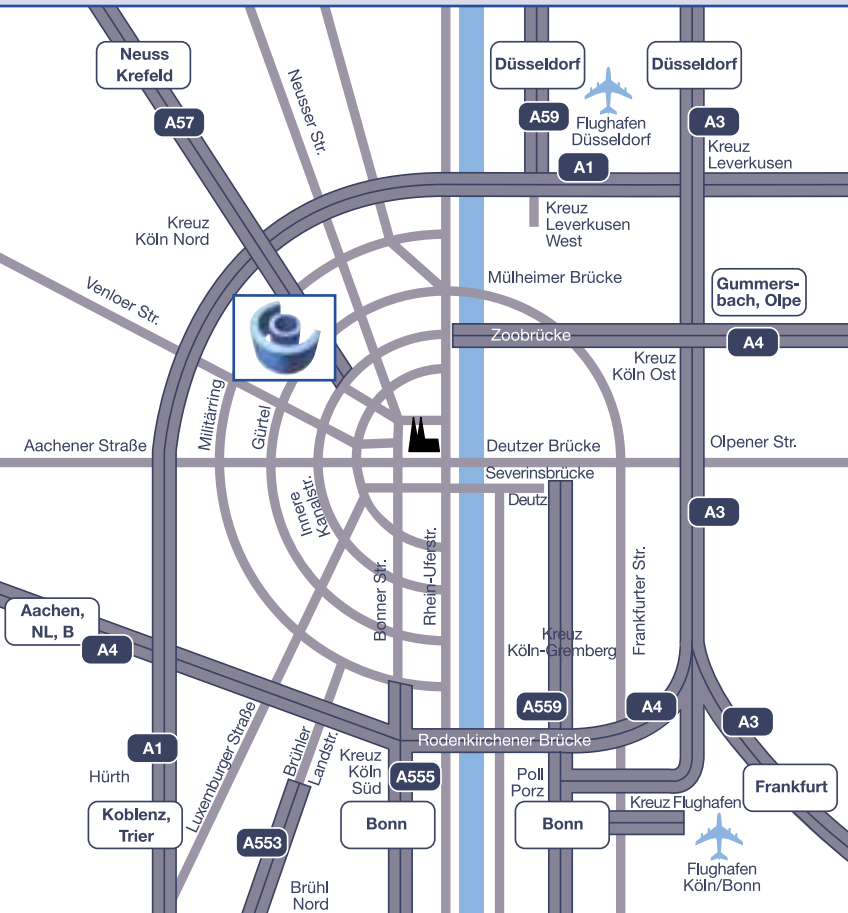 Neuss
Krefeld
Düsseldorf
Düsseldorf
A57
Neusser Str.
A59
Flughafen
Düsseldorf
A3
Kreuz
Leverkusen
A1
Kreuz
Köln Nord
Kreuz
Leverkusen
West
Venloer Str.
Mülheimer Brücke
Gummers-
bach, Olpe
Zoobrücke
A4
Kreuz
Köln Ost
Militärring
Gürtel
Aachener Straße
Deutzer Brücke
Olpener Str.
Severinsbrücke
Deutz
Innere
Kanalstr.
A3
Bonner Str.
Rhein-Uferstr.
Frankfurter Str.
Aachen,
NL, B
A4
Kreuz
Köln-Gremberg
A559
A4
A3
Rodenkirchener Brücke
A1
Luxemburger Straße
Brühler
Landstr.
Kreuz
Köln
Süd
A555
Hürth
Poll
Porz
Frankfurt
Koblenz,
Trier
Bonn
Bonn
Kreuz Flughafen
A553
Flughafen
Köln/Bonn
Brühl
Nord